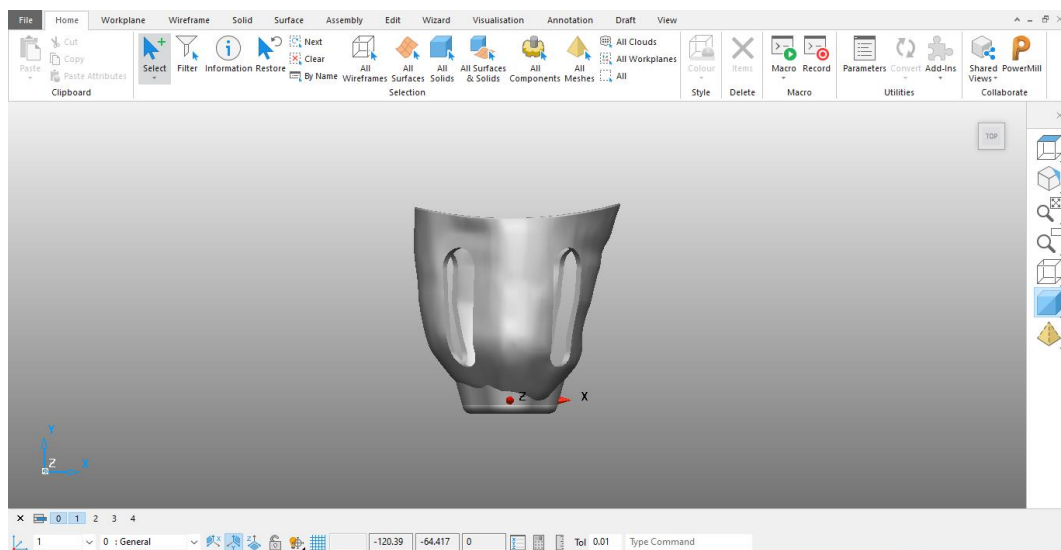 File Home Workplane Wireframe Solid Surface Assembly Edit Wizard Visualisation Annotation Draft View
Paste
Cut
Copy
Paste Attributes
Clipboard
Select Filter Information Restore
Next
Clear
By Name
All Wireframes
All Surfaces
All Solids
All Surfaces & Solids
All Components
All Meshes
All Clouds
All Workplanes
All
Selection
Colour
Style
Items
Delete
Macro Record
Macro
Parameters Convert Add-Ins
Utilities
Shared Views
PowerMill
Collaborate
TOP
Z X
Y
Z X
0 1 2 3 4
1 0 : General -120.39 -64.417 0 Tol 0.01 Type Command